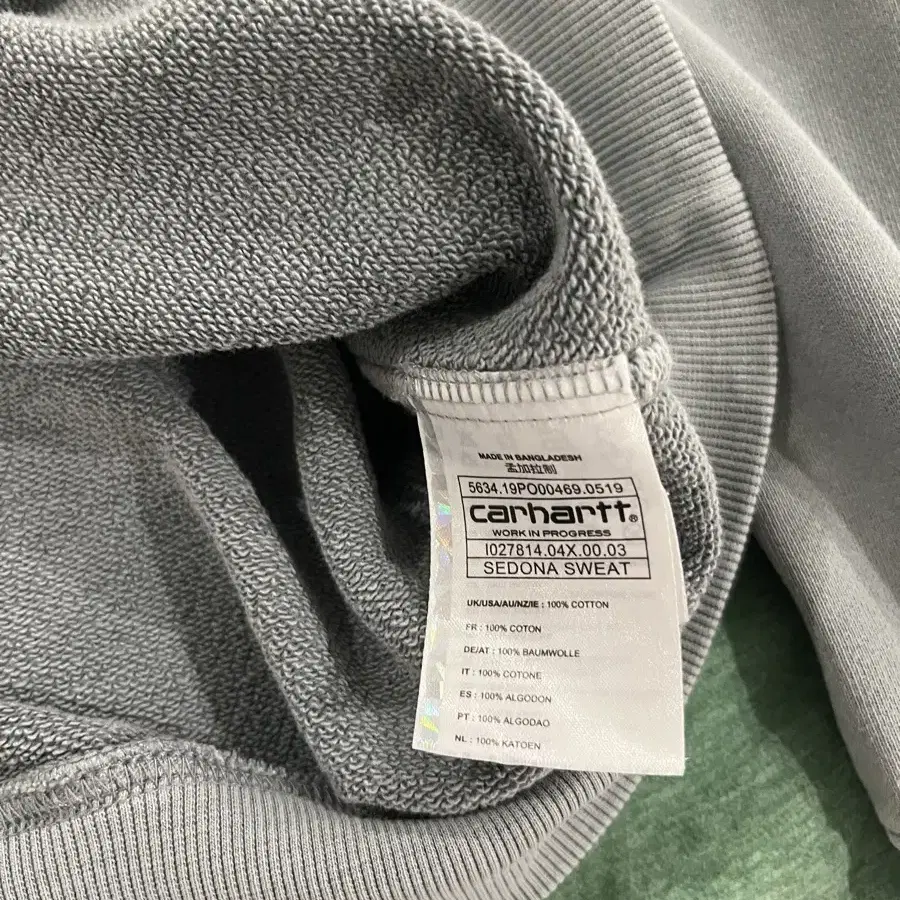 MADE IN BANGLADESH
孟加拉制
5634.19PO00469.0519
carhartt®
WORK IN PROGRESS
I027814.04X.00.03
SEDONA SWEAT
UK/USA/AU/NZ/IE : 100% COTTON
FR : 100% COTON
DE/AT : 100% BAUMWOLLE
IT : 100% COTONE
ES : 100% ALGODON
PT : 100% ALGODAO
NL : 100% KATOEN